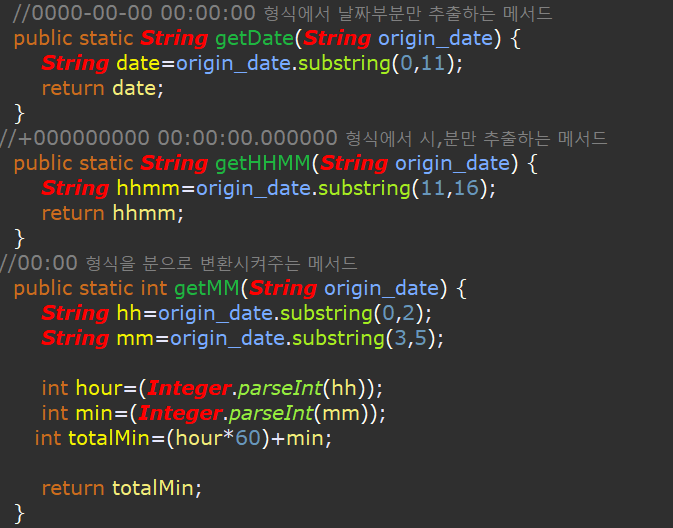 //0000-00-00 00:00:00 형식에서 날짜부분만 추출하는 메서드
public static String getDate(String origin_date) {
String date=origin_date.substring(0,11);
return date;
}
//+000000000 00:00:00.000000 형식에서 시,분만 추출하는 메서드
public static String getHHMM(String origin_date) {
String hhmm=origin_date.substring(11,16);
return hhmm;
}
//00:00 형식을 분으로 변환시켜주는 메서드
public static int getMM(String origin_date) {
String hh=origin_date.substring(0,2);
String mm=origin_date.substring(3,5);
int hour=(Integer.parseInt(hh));
int min=(Integer.parseInt(mm));
int totalMin=(hour*60)+min;
return totalMin;
}